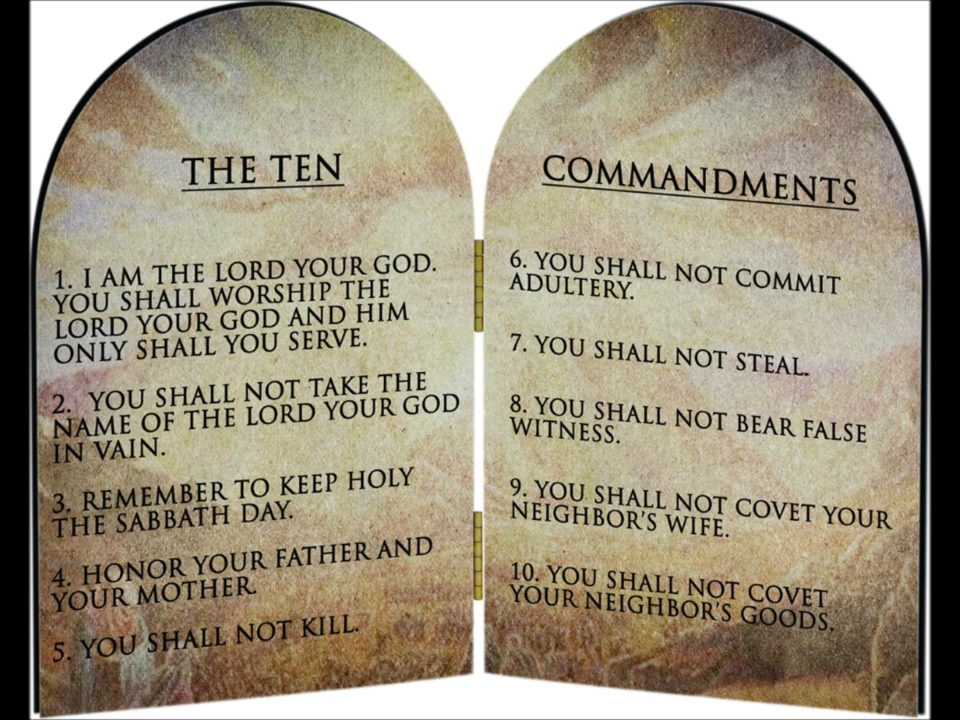 THE TEN
1. I AM THE LORD YOUR GOD.
YOU SHALL WORSHIP THE
LORD YOUR GOD AND HIM
ONLY SHALL YOU SERVE.
2. YOU SHALL NOT TAKE THE
NAME OF THE LORD YOUR GOD
IN VAIN.
3. REMEMBER TO KEEP HOLY
THE SABBATH DAY.
4. HONOR YOUR FATHER AND
YOUR MOTHER.
5. YOU SHALL NOT KILL.
COMMANDMENTS
6. YOU SHALL NOT COMMIT
ADULTERY.
7. YOU SHALL NOT STEAL.
8. YOU SHALL NOT BEAR FALSE
WITNESS.
9. YOU SHALL NOT COVET YOUR
NEIGHBOR'S WIFE.
10. YOU SHALL NOT COVET
YOUR NEIGHBOR'S GOODS.